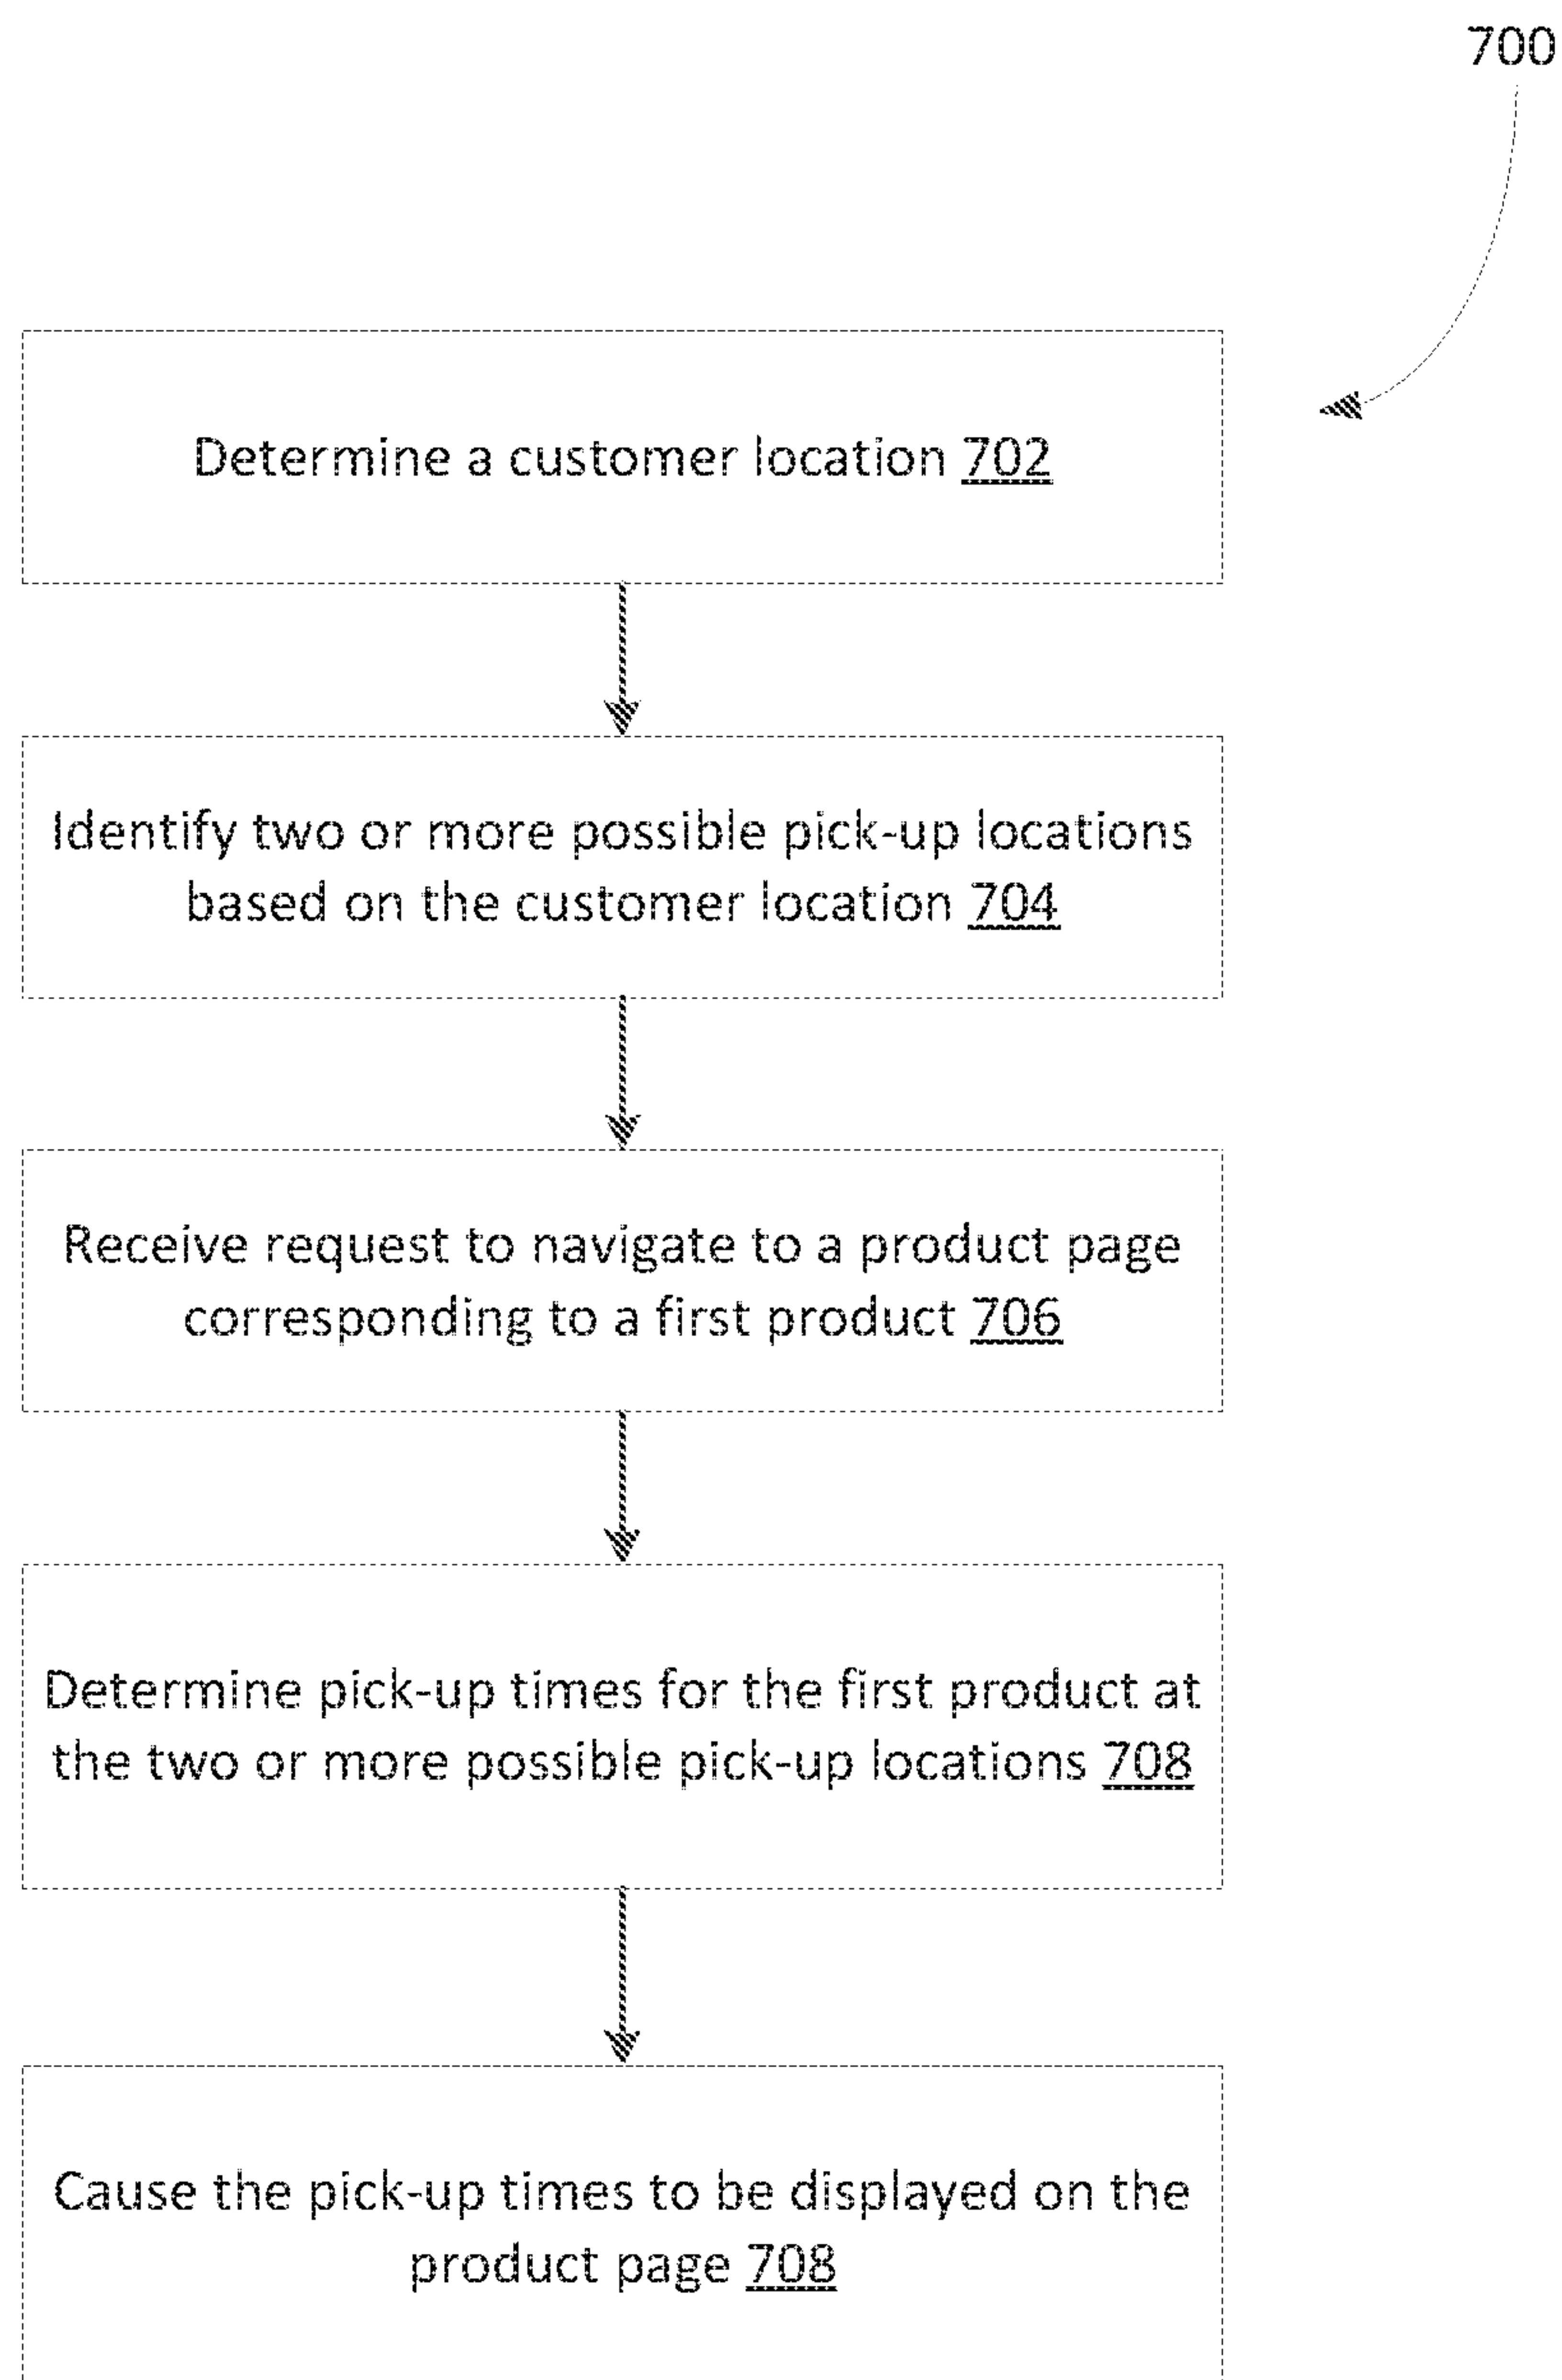 700
Determine a customer location 702
Identify two or more possible pick-up locations
based on the customer location 704
Receive request to navigate to a product page
corresponding to a first product 706
Determine pick-up times for the first product at
the two or more possible pick-up locations 708
Cause the pick-up times to be displayed on the
product page 708